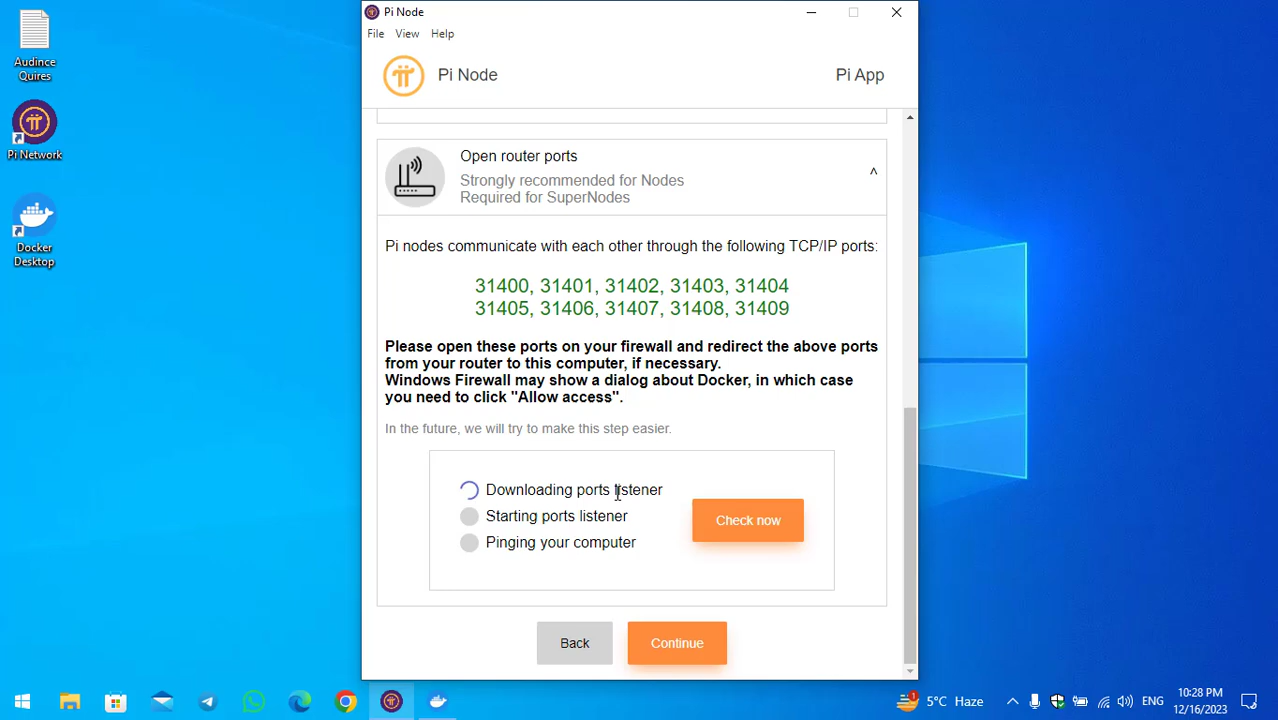 Pi Node
File View Help
Pi Node
Pi App
Audince
Quires
Pi Network
Docker
Desktop
Open router ports
Strongly recommended for Nodes
Required for SuperNodes
Pi nodes communicate with each other through the following TCP/IP ports:
31400, 31401, 31402, 31403, 31404
31405, 31406, 31407, 31408, 31409
Please open these ports on your firewall and redirect the above ports
from your router to this computer, if necessary.
Windows Firewall may show a dialog about Docker, in which case
you need to click "Allow access".
In the future, we will try to make this step easier.
Downloading ports listener
Starting ports listener
Pinging your computer
Check now
Back
Continue
1
5°C Haze
ENG
10:28 PM
12/16/2023